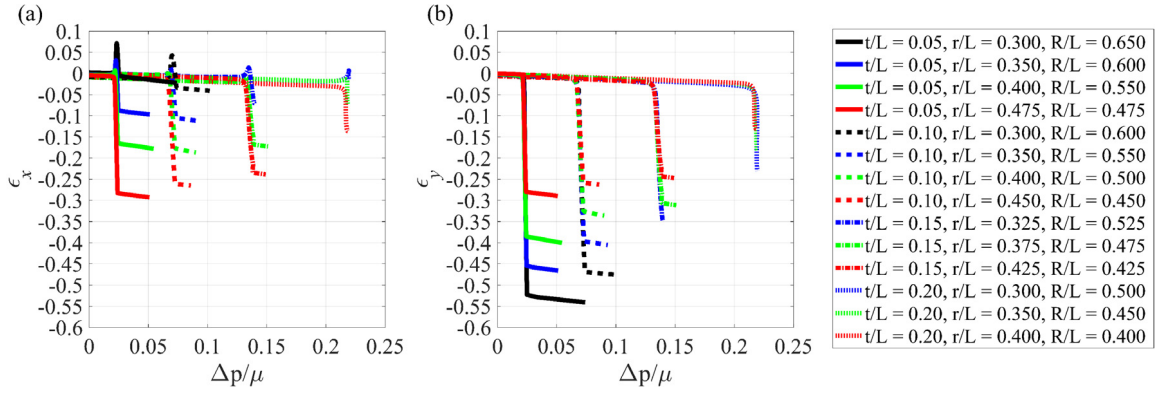 (a)
0.1
0.05
0
-0.05
-0.1
-0.15
-0.2
-0.25
-0.3
-0.35
-0.4
-0.45
-0.5
-0.55
-0.6
ϵx
0 0.05 0.1 0.15 0.2 0.25
Δp/μ
(b)
0.1
0.05
0
-0.05
-0.1
-0.15
-0.2
-0.25
-0.3
-0.35
-0.4
-0.45
-0.5
-0.55
-0.6
ϵy
0 0.05 0.1 0.15 0.2 0.25
Δp/μ
t/L = 0.05, r/L = 0.300, R/L = 0.650
t/L = 0.05, r/L = 0.350, R/L = 0.600
t/L = 0.05, r/L = 0.400, R/L = 0.550
t/L = 0.05, r/L = 0.475, R/L = 0.475
t/L = 0.10, r/L = 0.300, R/L = 0.600
t/L = 0.10, r/L = 0.350, R/L = 0.550
t/L = 0.10, r/L = 0.400, R/L = 0.500
t/L = 0.10, r/L = 0.450, R/L = 0.450
t/L = 0.15, r/L = 0.325, R/L = 0.525
t/L = 0.15, r/L = 0.375, R/L = 0.475
t/L = 0.15, r/L = 0.425, R/L = 0.425
t/L = 0.20, r/L = 0.300, R/L = 0.500
t/L = 0.20, r/L = 0.350, R/L = 0.450
t/L = 0.20, r/L = 0.400, R/L = 0.400